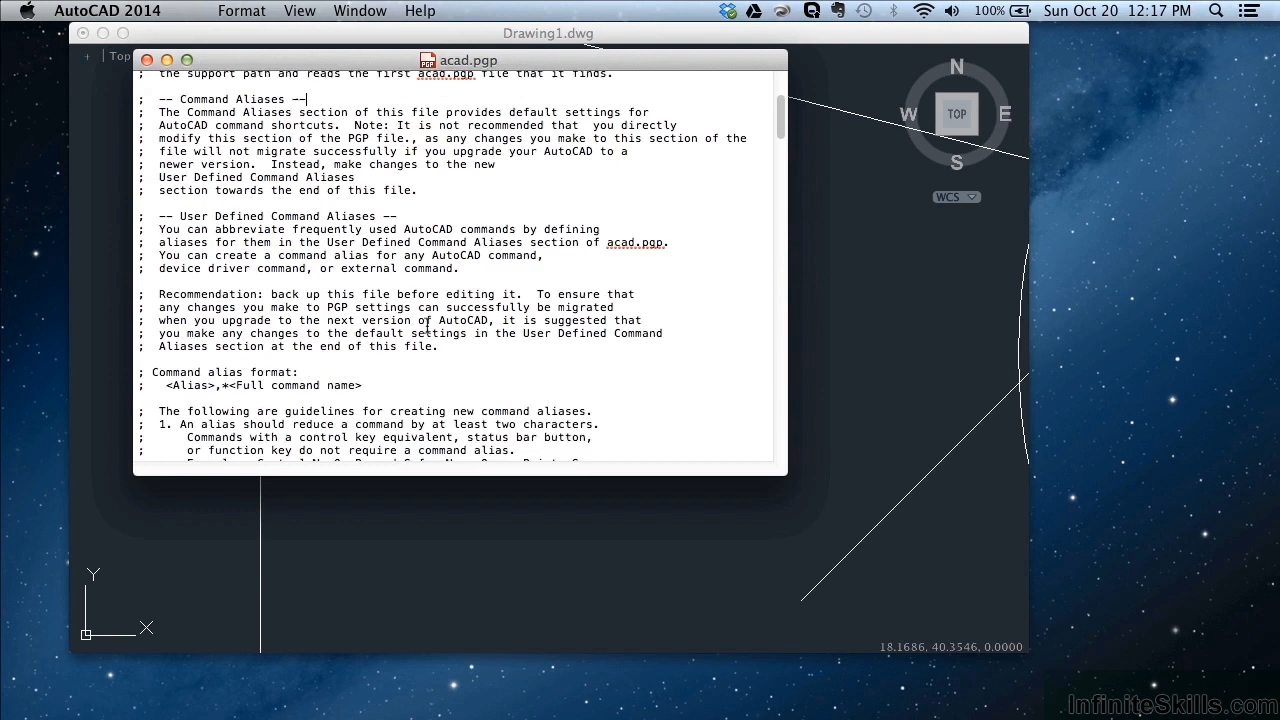 AutoCAD 2014 Format View Window Help 100% Sun Oct 20 12:17 PM
Drawing1.dwg
+ | Top
acad.pgp
;  the support path and reads the first acad.pgp file that it finds.
;  -- Command Aliases --
;  The Command Aliases section of this file provides default settings for
;  AutoCAD command shortcuts.  Note: It is not recommended that  you directly
;  modify this section of the PGP file., as any changes you make to this section of the
;  file will not migrate successfully if you upgrade your AutoCAD to a
;  newer version.  Instead, make changes to the new
;  User Defined Command Aliases
;  section towards the end of this file.
;  -- User Defined Command Aliases --
;  You can abbreviate frequently used AutoCAD commands by defining
;  aliases for them in the User Defined Command Aliases section of acad.pgp.
;  You can create a command alias for any AutoCAD command,
;  device driver command, or external command.
;  Recommendation: back up this file before editing it.  To ensure that
;  any changes you make to PGP settings can successfully be migrated
;  when you upgrade to the next version of AutoCAD, it is suggested that
;  you make any changes to the default settings in the User Defined Command
;  Aliases section at the end of this file.
; Command alias format:
;   <Alias>,*<Full command name>
;  The following are guidelines for creating new command aliases.
;  1. An alias should reduce a command by at least two characters.
;      Commands with a control key equivalent, status bar button,
;      or function key do not require a command alias.
N
W TOP E
S
WCS
Y
X
18.1686, 40.3546, 0.0000
InfiniteSkills.com